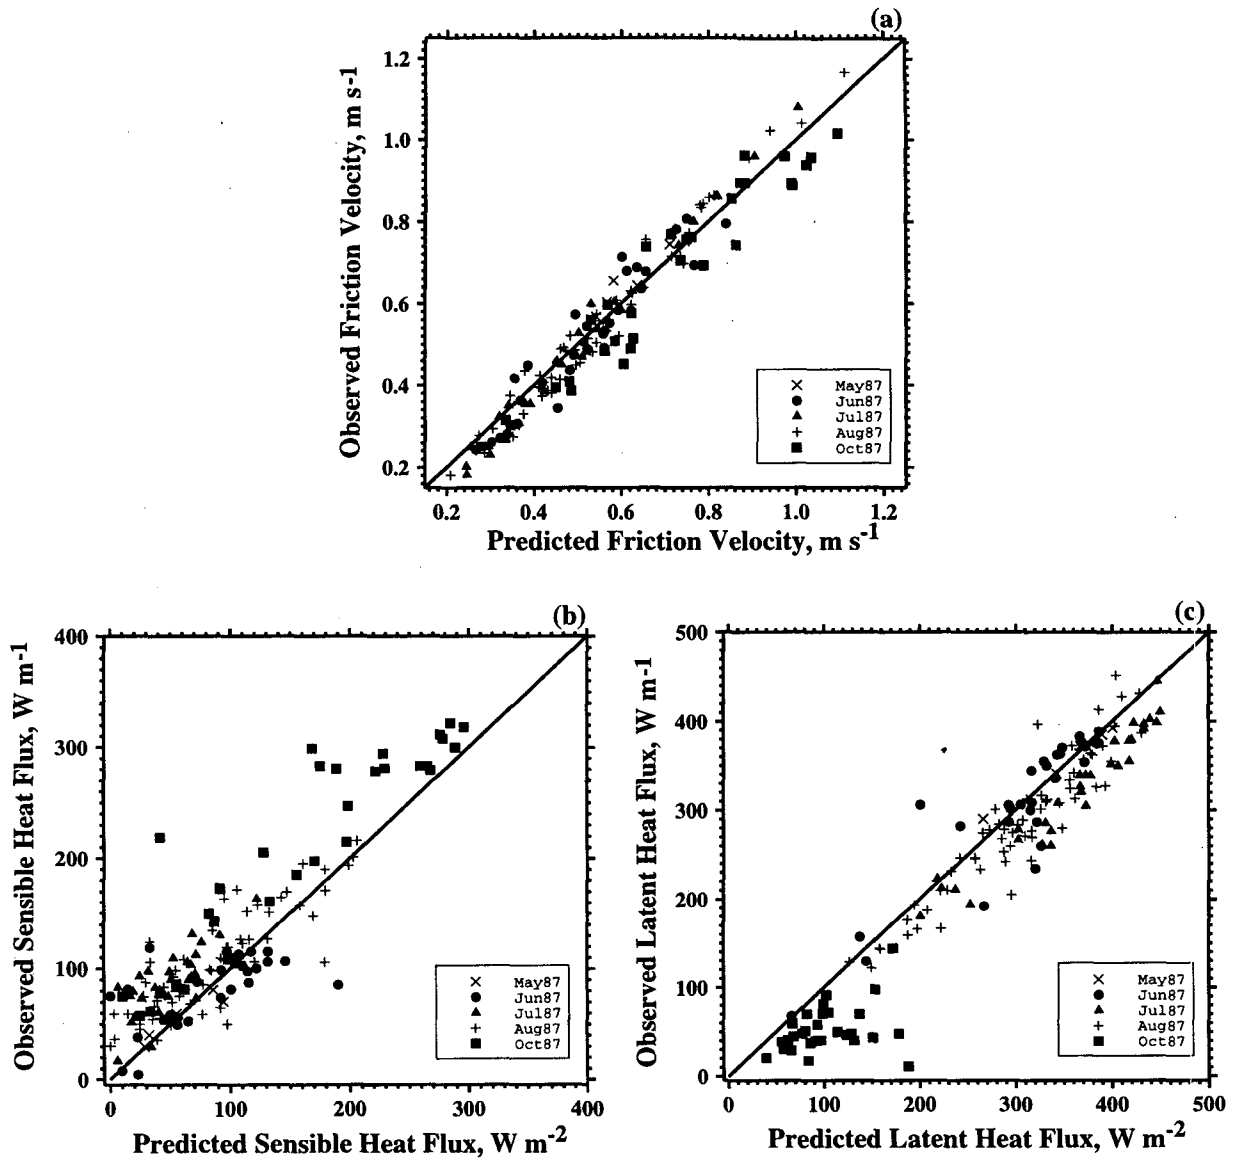 (a)
Observed Friction Velocity, m s-1
1.2
1.0
0.8
0.6
0.4
0.2
May87
Jun87
Jul87
Aug87
Oct87
0.2 0.4 0.6 0.8 1.0 1.2
Predicted Friction Velocity, m s-1
(b)
Observed Sensible Heat Flux, W m-1
400
300
200
100
0
May87
Jun87
Jul87
Aug87
Oct87
0 100 200 300 400
Predicted Sensible Heat Flux, W m-2
(c)
Observed Latent Heat Flux, W m-1
500
400
300
200
100
0
May87
Jun87
Jul87
Aug87
Oct87
0 100 200 300 400 500
Predicted Latent Heat Flux, W m-2